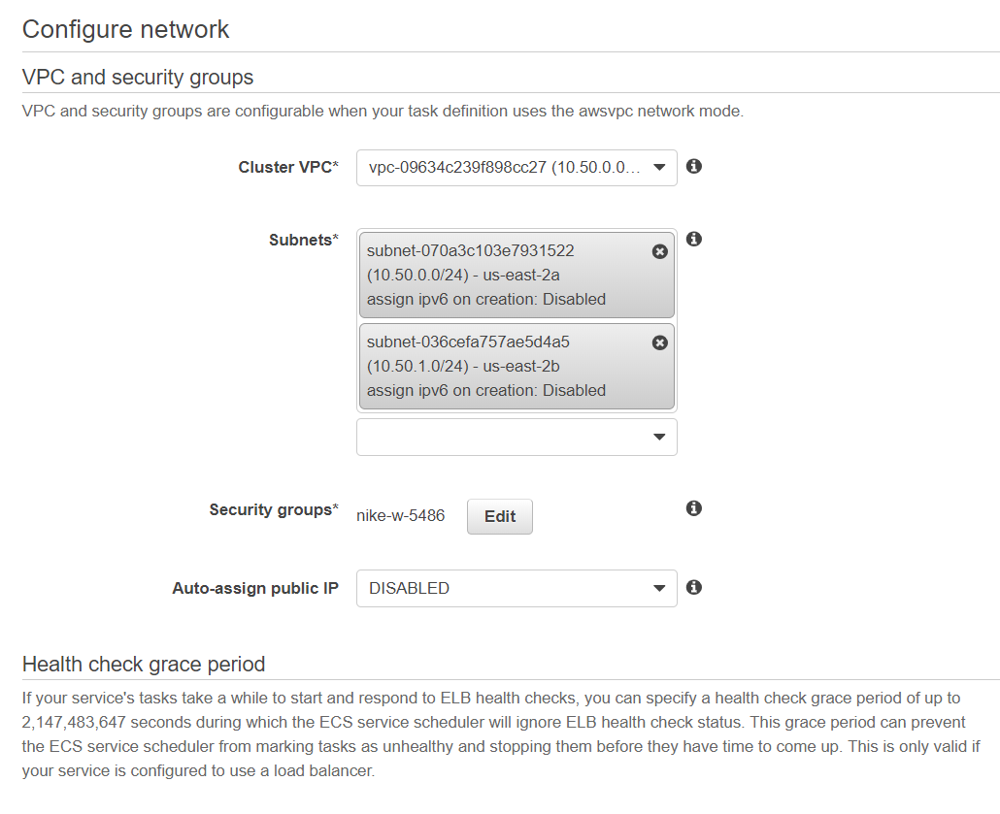 Configure network
VPC and security groups
VPC and security groups are configurable when your task definition uses the awsvpc network mode.
Cluster VPC*
vpc-09634c239f898cc27 (10.50.0.0...
Subnets*
subnet-070a3c103e7931522
(10.50.0.0/24) - us-east-2a
assign ipv6 on creation: Disabled
subnet-036cefa757ae5d4a5
(10.50.1.0/24) - us-east-2b
assign ipv6 on creation: Disabled
Security groups*
nike-w-5486
Edit
Auto-assign public IP
DISABLED
Health check grace period
If your service's tasks take a while to start and respond to ELB health checks, you can specify a health check grace period of up to
2,147,483,647 seconds during which the ECS service scheduler will ignore ELB health check status. This grace period can prevent
the ECS service scheduler from marking tasks as unhealthy and stopping them before they have time to come up. This is only valid if
your service is configured to use a load balancer.